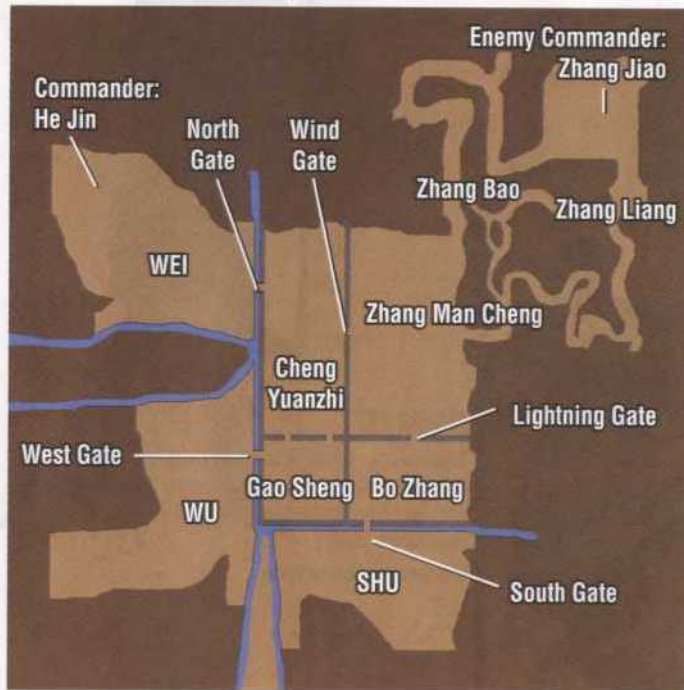 Enemy Commander:
Zhang Jiao
Commander:
He Jin
North
Gate
Wind
Gate
Zhang Bao
Zhang Liang
WEI
Zhang Man Cheng
Cheng
Yuanzhi
Lightning Gate
West Gate
Gao Sheng
Bo Zhang
WU
SHU
South Gate